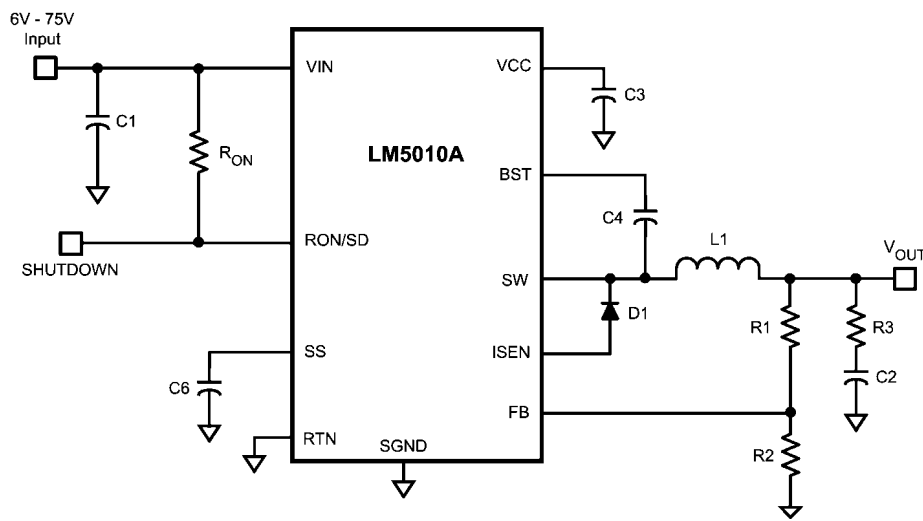 6V - 75V
Input
VIN
VCC
C3
C1
RON
LM5010A
BST
C4
L1
VOUT
SHUTDOWN
RON/SD
SW
D1
R1
R3
ISEN
C2
SS
C6
FB
RTN
SGND
R2